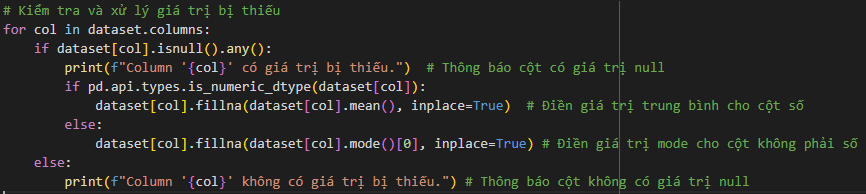 # Kiểm tra và xử lý giá trị bị thiếu
for col in dataset.columns:
    if dataset[col].isnull().any():
        print(f"Column '{col}' có giá trị bị thiếu.")  # Thông báo cột có giá trị null
        if pd.api.types.is_numeric_dtype(dataset[col]):
            dataset[col].fillna(dataset[col].mean(), inplace=True)  # Điền giá trị trung bình cho cột số
        else:
            dataset[col].fillna(dataset[col].mode()[0], inplace=True) # Điền giá trị mode cho cột không phải số
    else:
        print(f"Column '{col}' không có giá trị bị thiếu.") # Thông báo cột không có giá trị null